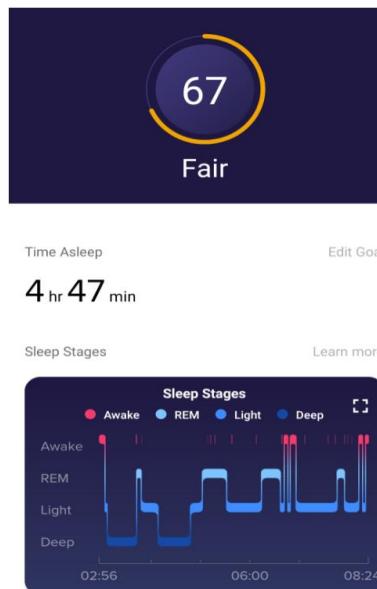 67
Fair
Time Asleep Edit Goa
4 hr 47 min
Sleep Stages Learn mor
Sleep Stages
Awake REM Light Deep
Awake
REM
Light
Deep
02:56 06:00 08:24